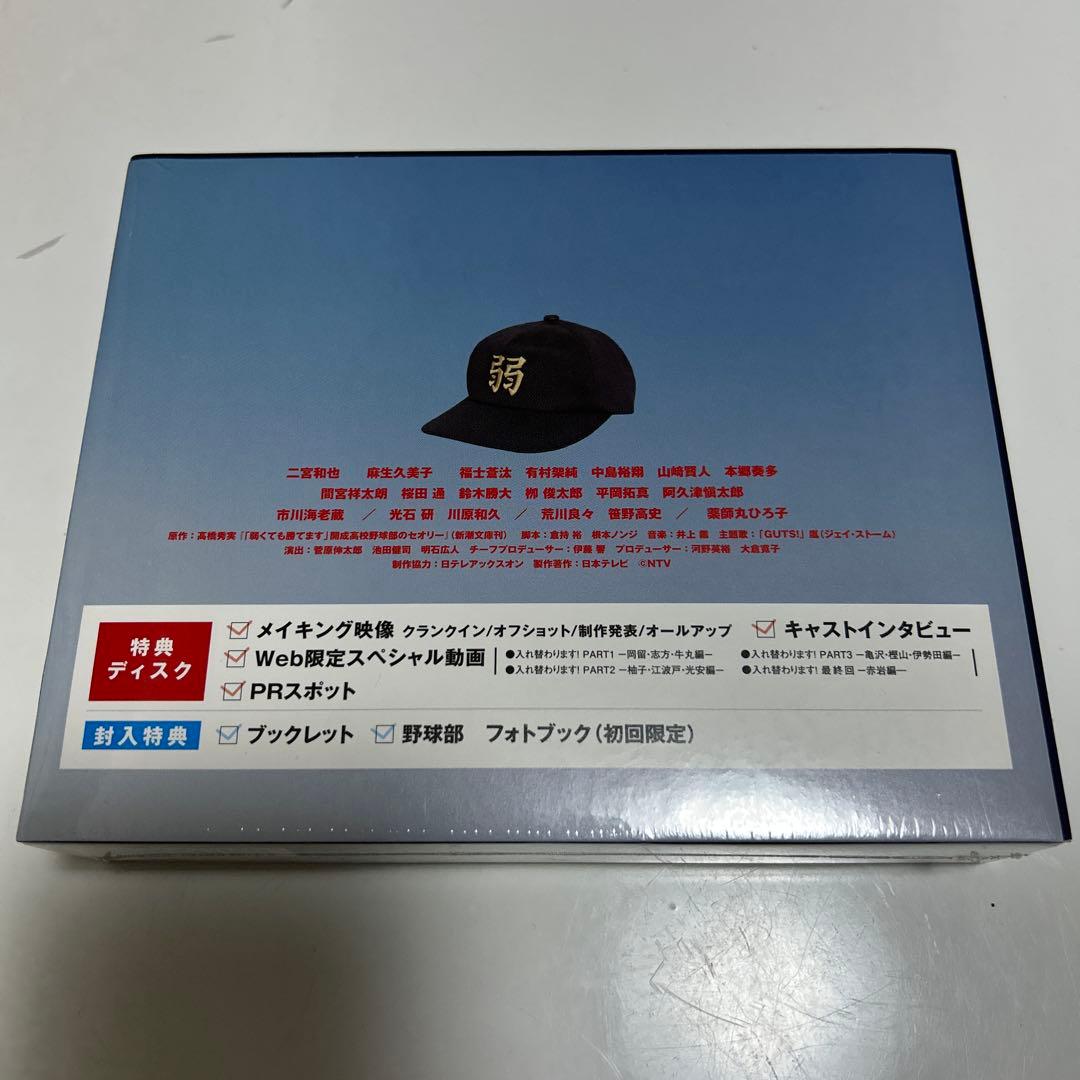 弱
二宮和也 麻生久美子 福士蒼汰 有村架純 中島裕翔 山﨑賢人 本郷奏多
間宮祥太朗 桜田 通 鈴木勝大 栁 俊太郎 平岡拓真 阿久津愼太郎
市川海老蔵 / 光石 研 川原和久 / 荒川良々 笹野高史 / 薬師丸ひろ子
原作:髙橋秀実「「弱くても勝てます」開成高校野球部のセオリー」(新潮文庫刊) 脚本:倉持 裕 根本ノンジ 音楽:井上 鑑 主題歌:「GUTS!」嵐(ジェイ・ストーム)
演出:菅原伸太郎 池田健司 明石広人 チーフプロデューサー:伊藤 響 プロデューサー:河野英裕 大倉寛子
制作協力:日テレアックスオン 製作著作:日本テレビ ©NTV
特典
ディスク
メイキング映像 クランクイン/オフショット/制作発表/オールアップ キャストインタビュー
Web限定スペシャル動画 ●入れ替わります! PART1 ー岡留・志方・牛丸編ー ●入れ替わります! PART3 ー亀沢・樫山・伊勢田編ー
●入れ替わります! PART2 ー柚子・江波戸・光安編ー ●入れ替わります! 最終回 ー赤岩編ー
PRスポット
封入特典 ブックレット 野球部 フォトブック(初回限定)